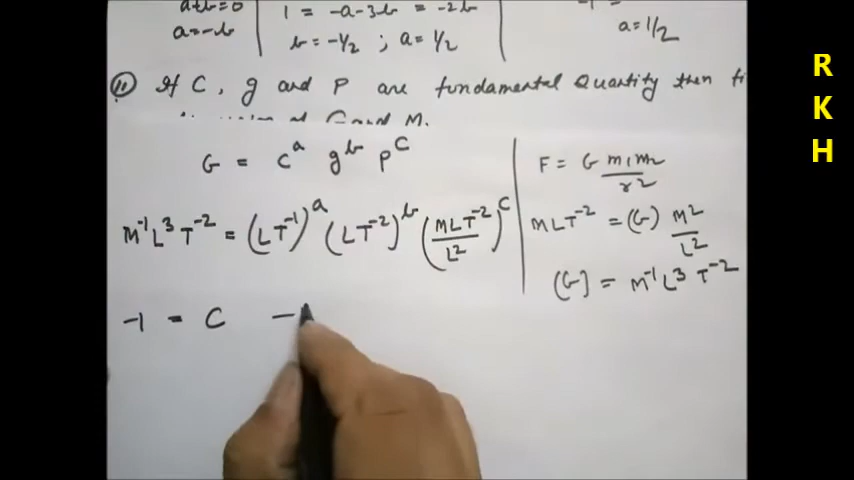 a+b=0
a=-b
1 = -a-3b = -2b
b=-1/2 ; a=1/2
a=1/2
(11) If C, g and P are fundamental Quantity then
G and M.
G = C^a g^b P^C
M^-1 L^3 T^-2 = (LT^-1)^a (LT^-2)^b (MLT^-2/L^2)^C
-1 = C -
F = G m1m2/r2
MLT^-2 = (G) M^2/L^2
(G] = M^-1 L^3 T^-2
R
K
H